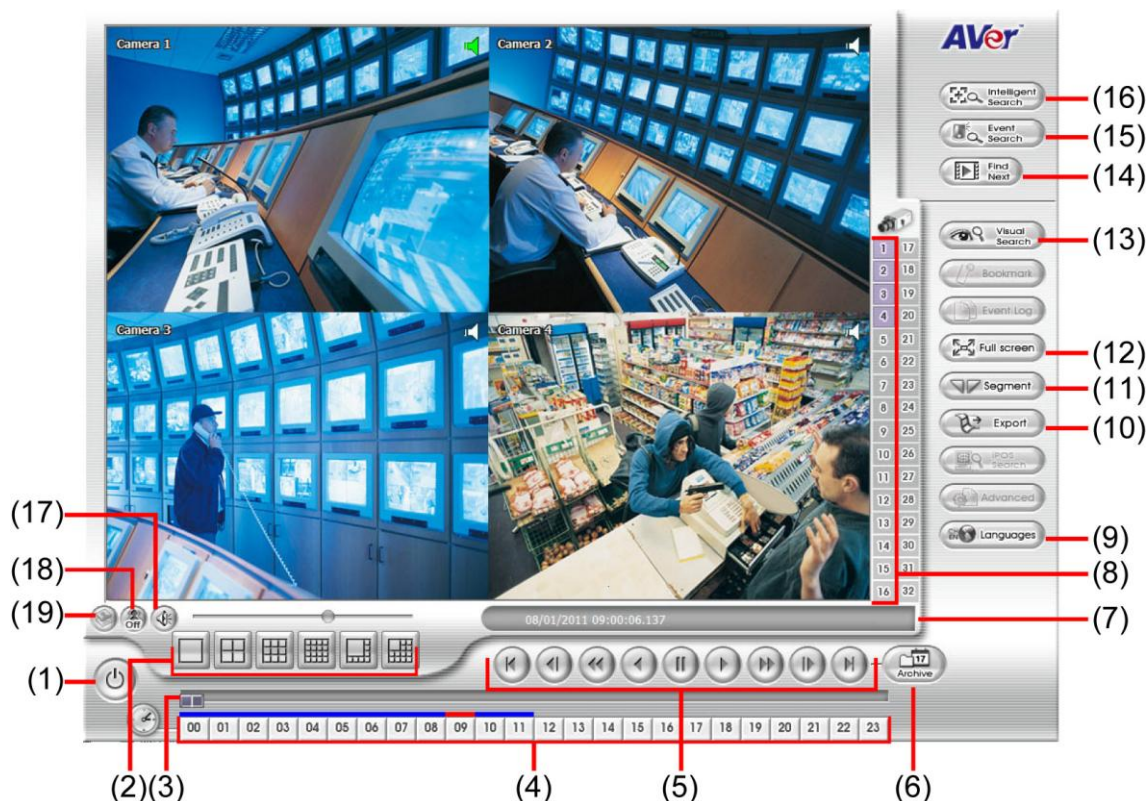 Camera 1
Camera 2
AVer
Intelligent
Search
(16)
Event
Search
(15)
Find
Next
(14)
Visual
Search
(13)
Bookmark
Event Log
Full screen
(12)
Segment
(11)
Export
(10)
iPOS
Search
Advanced
Languages
(9)
Camera 3
Camera 4
1 17
2 18
3 19
4 20
5 21
6 22
7 23
8 24
9 25
10 26
11 27
12 28
13 29
14 30
15 31
16 32
(8)
(17)
(18)
(19)
Off
08/01/2011 09:00:06.137
(7)
(1)
17
Archive
00 01 02 03 04 05 06 07 08 09 10 11 12 13 14 15 16 17 18 19 20 21 22 23
(2) (3) (4) (5) (6)